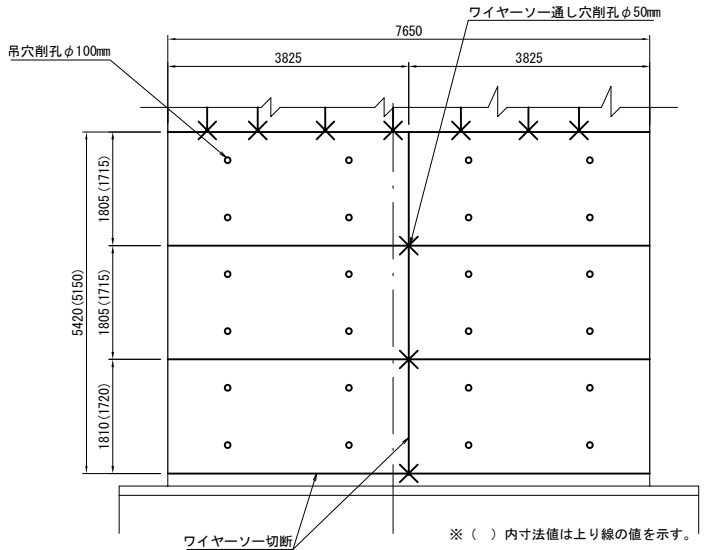 ワイヤーソー通し穴削孔φ50mm
7650
吊穴削孔φ100mm
3825
3825
1805(1715)
5420(5150)
1805(1715)
1810(1720)
ワイヤーソー切断
※（　）内寸法値は上り線の値を示す。